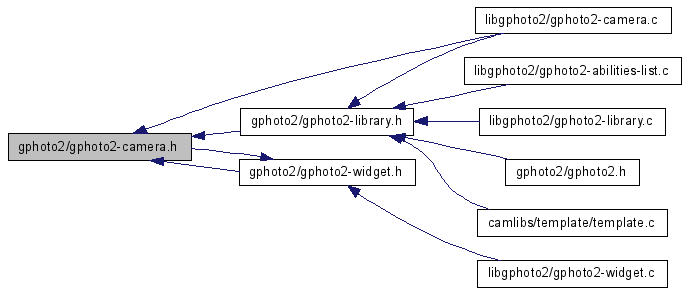 libgphoto2/gphoto2-camera.c
libgphoto2/gphoto2-abilities-list.c
gphoto2/gphoto2-library.h
libgphoto2/gphoto2-library.c
gphoto2/gphoto2-camera.h
gphoto2/gphoto2-widget.h
gphoto2/gphoto2.h
camlibs/template/template.c
libgphoto2/gphoto2-widget.c